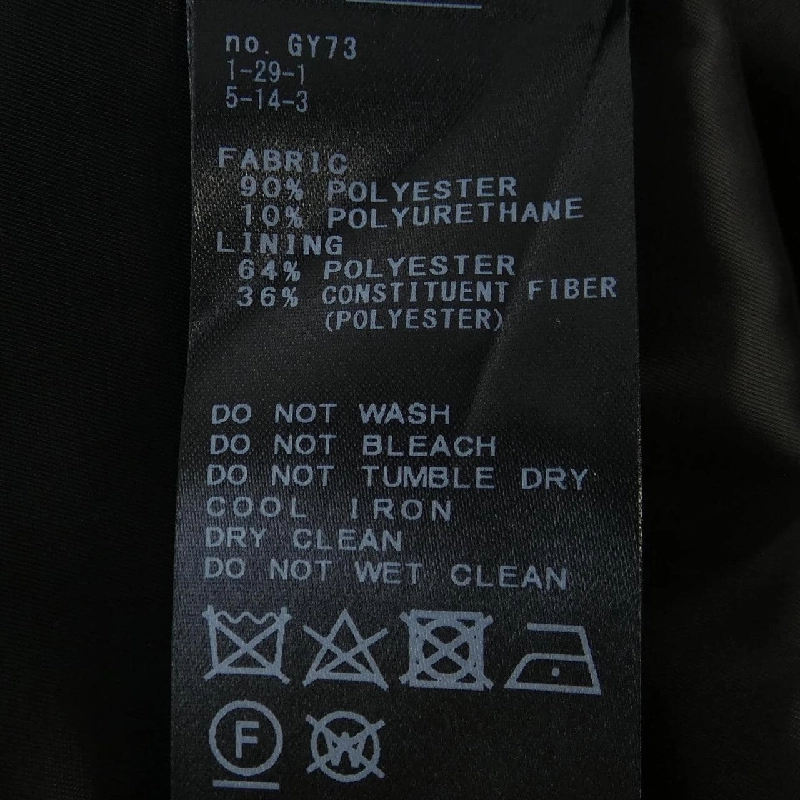 no. GY73
1-29-1
5-14-3
FABRIC
90% POLYESTER
10% POLYURETHANE
LINING
64% POLYESTER
36% CONSTITUENT FIBER
(POLYESTER)
DO NOT WASH
DO NOT BLEACH
DO NOT TUMBLE DRY
COOL IRON
DRY CLEAN
DO NOT WET CLEAN
F W